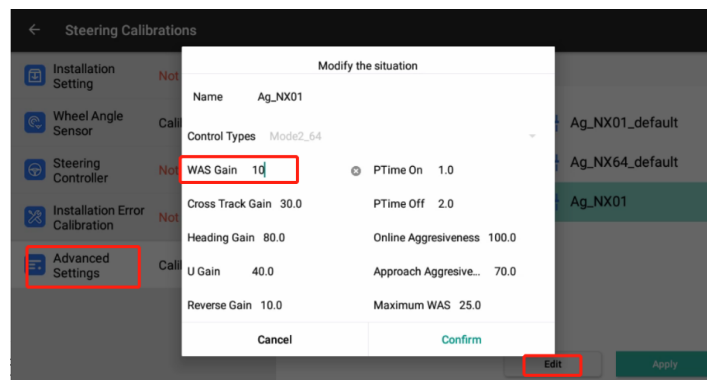 Steering Calibrations
Modify the situation
Name Ag_NX01
Control Types Mode2_64
WAS Gain 10
PTime On 1.0
Cross Track Gain 30.0
PTime Off 2.0
Heading Gain 80.0
Online Aggresiveness 100.0
U Gain 40.0
Approach Aggresive... 70.0
Reverse Gain 10.0
Maximum WAS 25.0
Cancel
Confirm
Installation
Setting
Not
Wheel Angle
Sensor
Cali
Steering
Controller
Not
Installation Error
Calibration
Not
Advanced
Settings
Cali
Ag_NX01_default
Ag_NX64_default
Ag_NX01
Edit
Apply